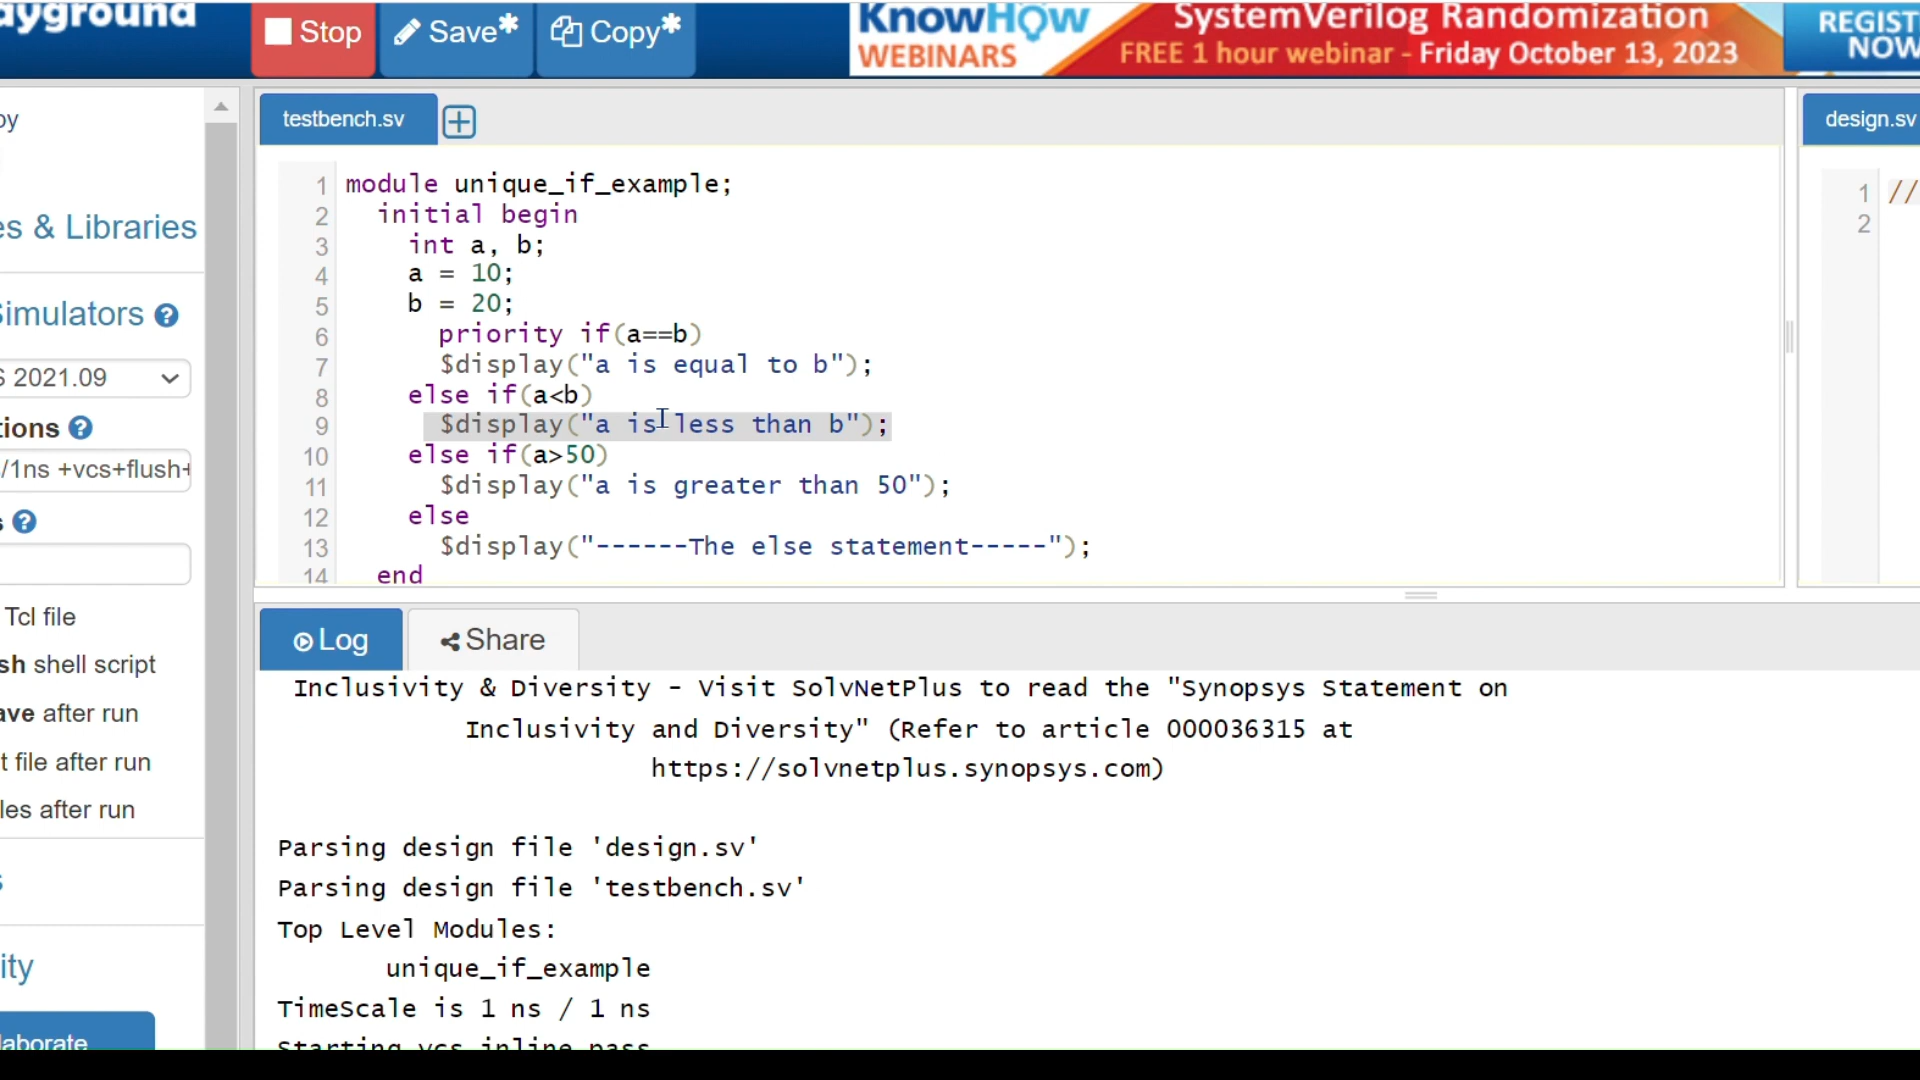 ayground
Stop
Save*
Copy*
KnowHow
WEBINARS
SystemVerilog Randomization
FREE 1 hour webinar - Friday October 13, 2023
REGIST
NOW
oy
es & Libraries
Simulators
S 2021.09
tions
/1ns +vcs+flush+
s
Tcl file
sh shell script
ave after run
t file after run
les after run
s
ity
laborate
testbench.sv
1 module unique_if_example;
2 initial begin
3 int a, b;
4 a = 10;
5 b = 20;
6 priority if(a==b)
7 $display("a is equal to b");
8 else if(a<b)
9 $display("a is less than b");
10 else if(a>50)
11 $display("a is greater than 50");
12 else
13 $display("------The else statement-----");
14 end
design.sv
1 //
2
Log
Share
Inclusivity & Diversity - Visit SolvNetPlus to read the "Synopsys Statement on
Inclusivity and Diversity" (Refer to article 000036315 at
https://solvnetplus.synopsys.com)
Parsing design file 'design.sv'
Parsing design file 'testbench.sv'
Top Level Modules:
unique_if_example
TimeScale is 1 ns / 1 ns
Starting vcs inline pass